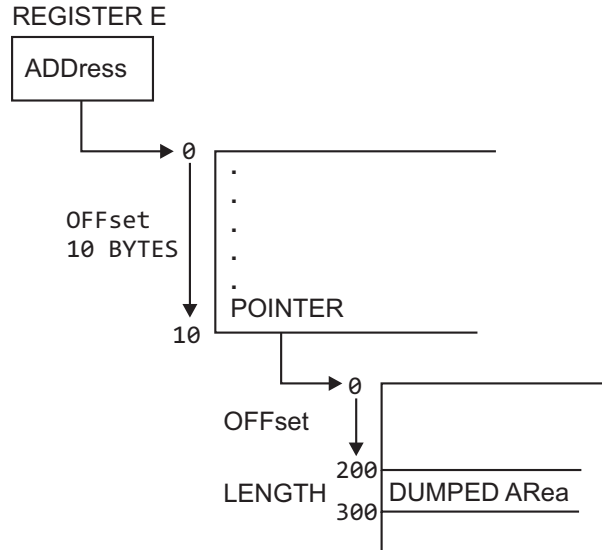 REGISTER E
ADDress
0
.
.
.
.
.
OFFset
10 BYTES
POINTER
10
0
OFFset
200
LENGTH
DUMPED ARea
300